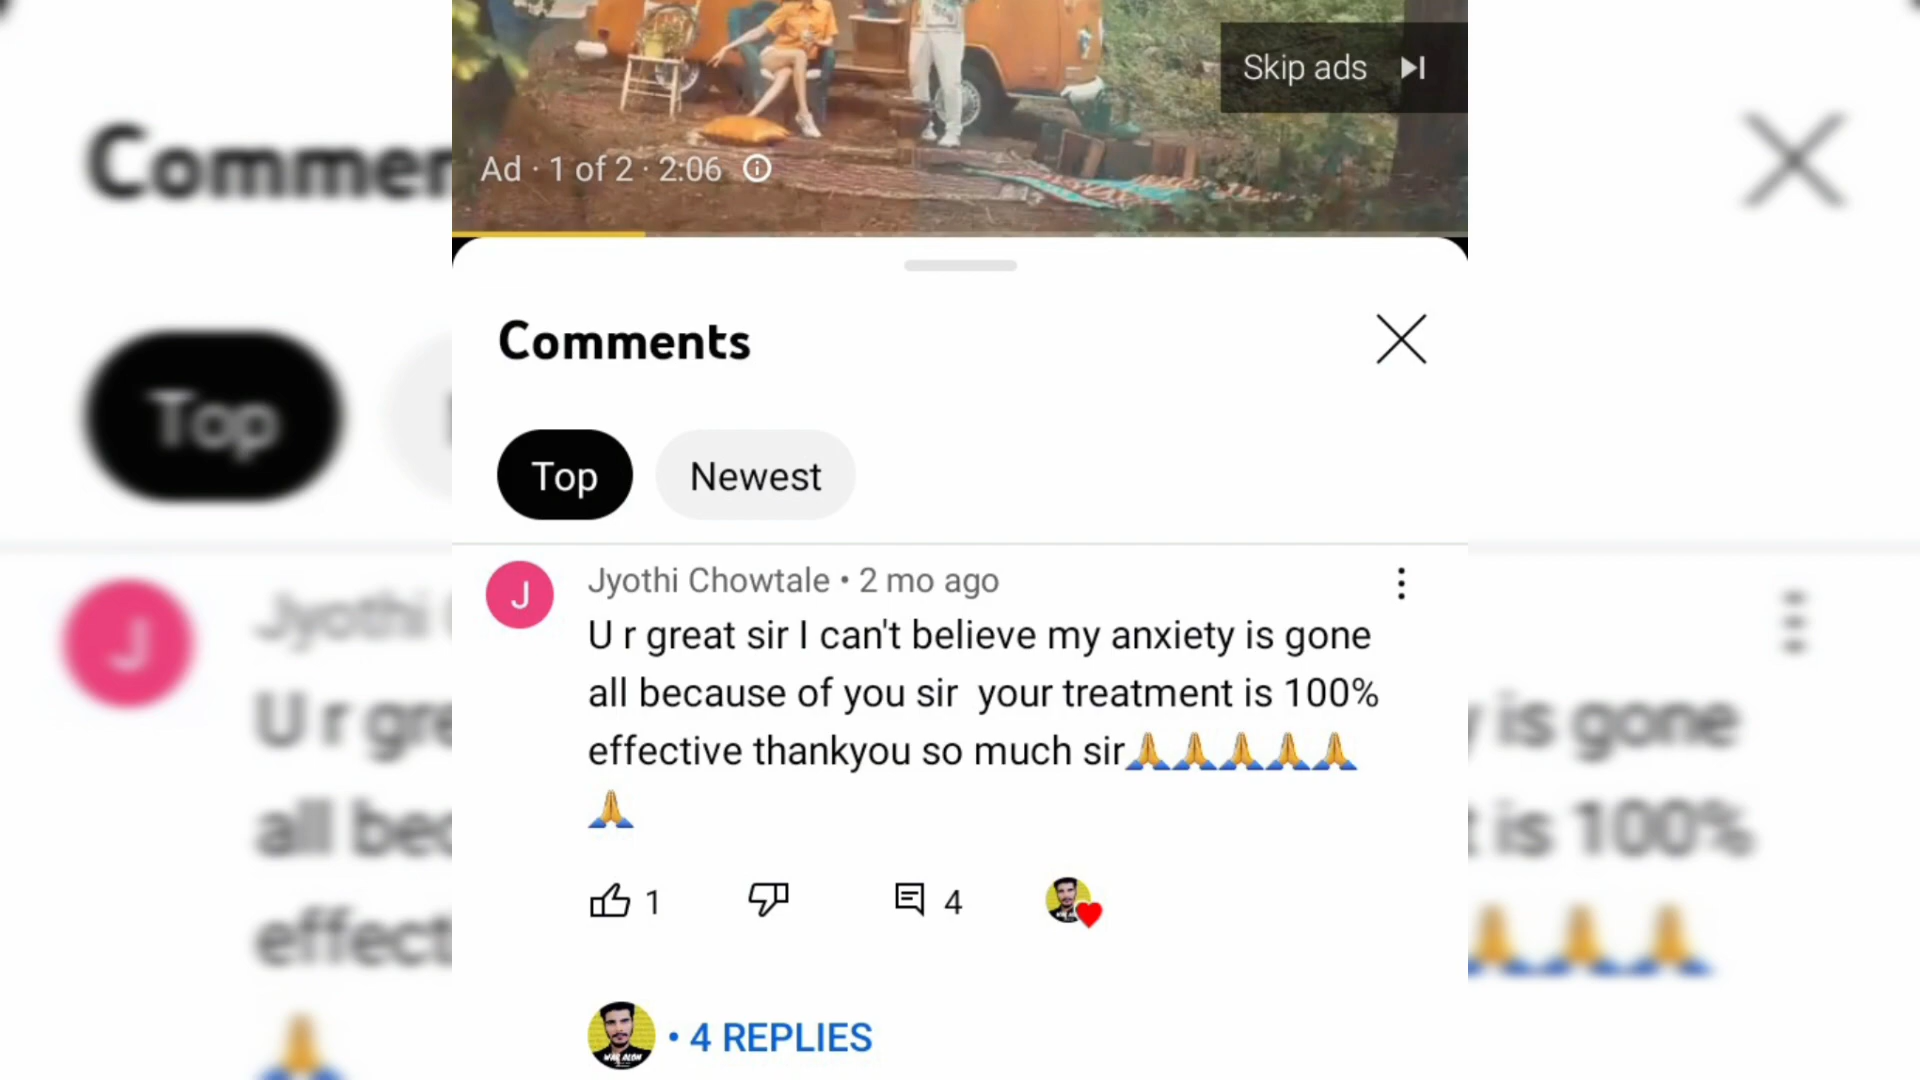 Skip ads
Ad · 1 of 2 · 2:06
Comments
Top
Newest
J
Jyothi Chowtale • 2 mo ago
U r great sir I can't believe my anxiety is gone
all because of you sir  your treatment is 100%
effective thankyou so much sir🙏🙏🙏🙏🙏
🙏
1
4
• 4 REPLIES